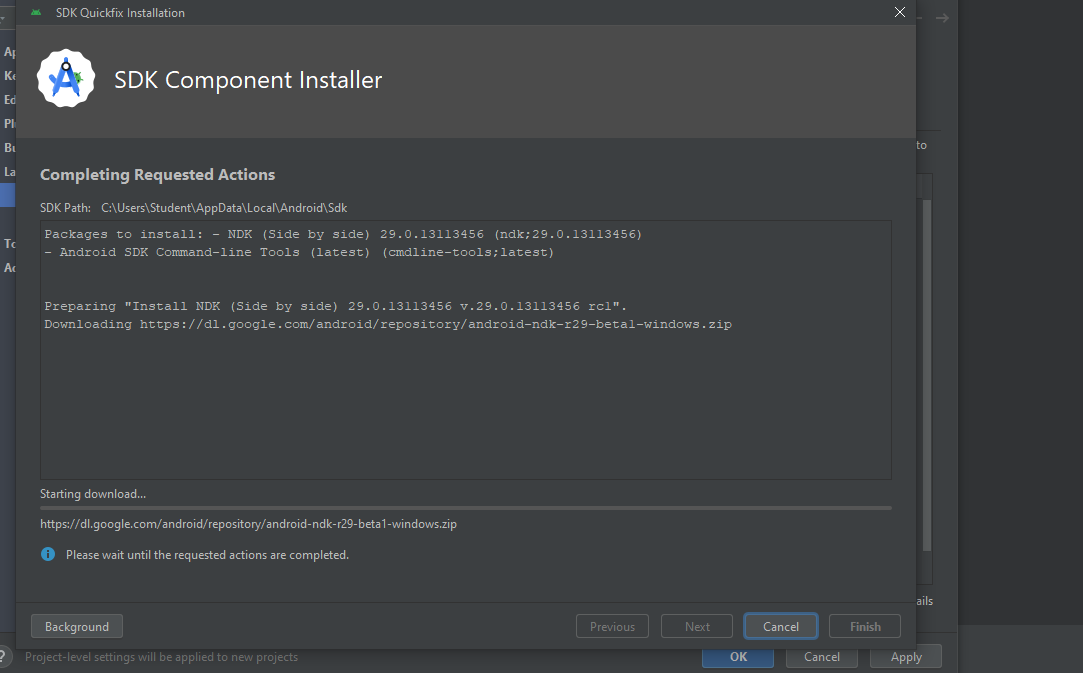 SDK Quickfix Installation
SDK Component Installer
Ap
Ke
Ed
Plu
Bu
La
To
Ad
to
Completing Requested Actions
SDK Path: C:\Users\Student\AppData\Local\Android\Sdk
Packages to install: - NDK (Side by side) 29.0.13113456 (ndk;29.0.13113456)
- Android SDK Command-line Tools (latest) (cmdline-tools;latest)
Preparing "Install NDK (Side by side) 29.0.13113456 v.29.0.13113456 rc1".
Downloading https://dl.google.com/android/repository/android-ndk-r29-beta1-windows.zip
Starting download...
https://dl.google.com/android/repository/android-ndk-r29-beta1-windows.zip
Please wait until the requested actions are completed.
ails
Background Previous Next Cancel Finish
? Project-level settings will be applied to new projects OK Cancel Apply